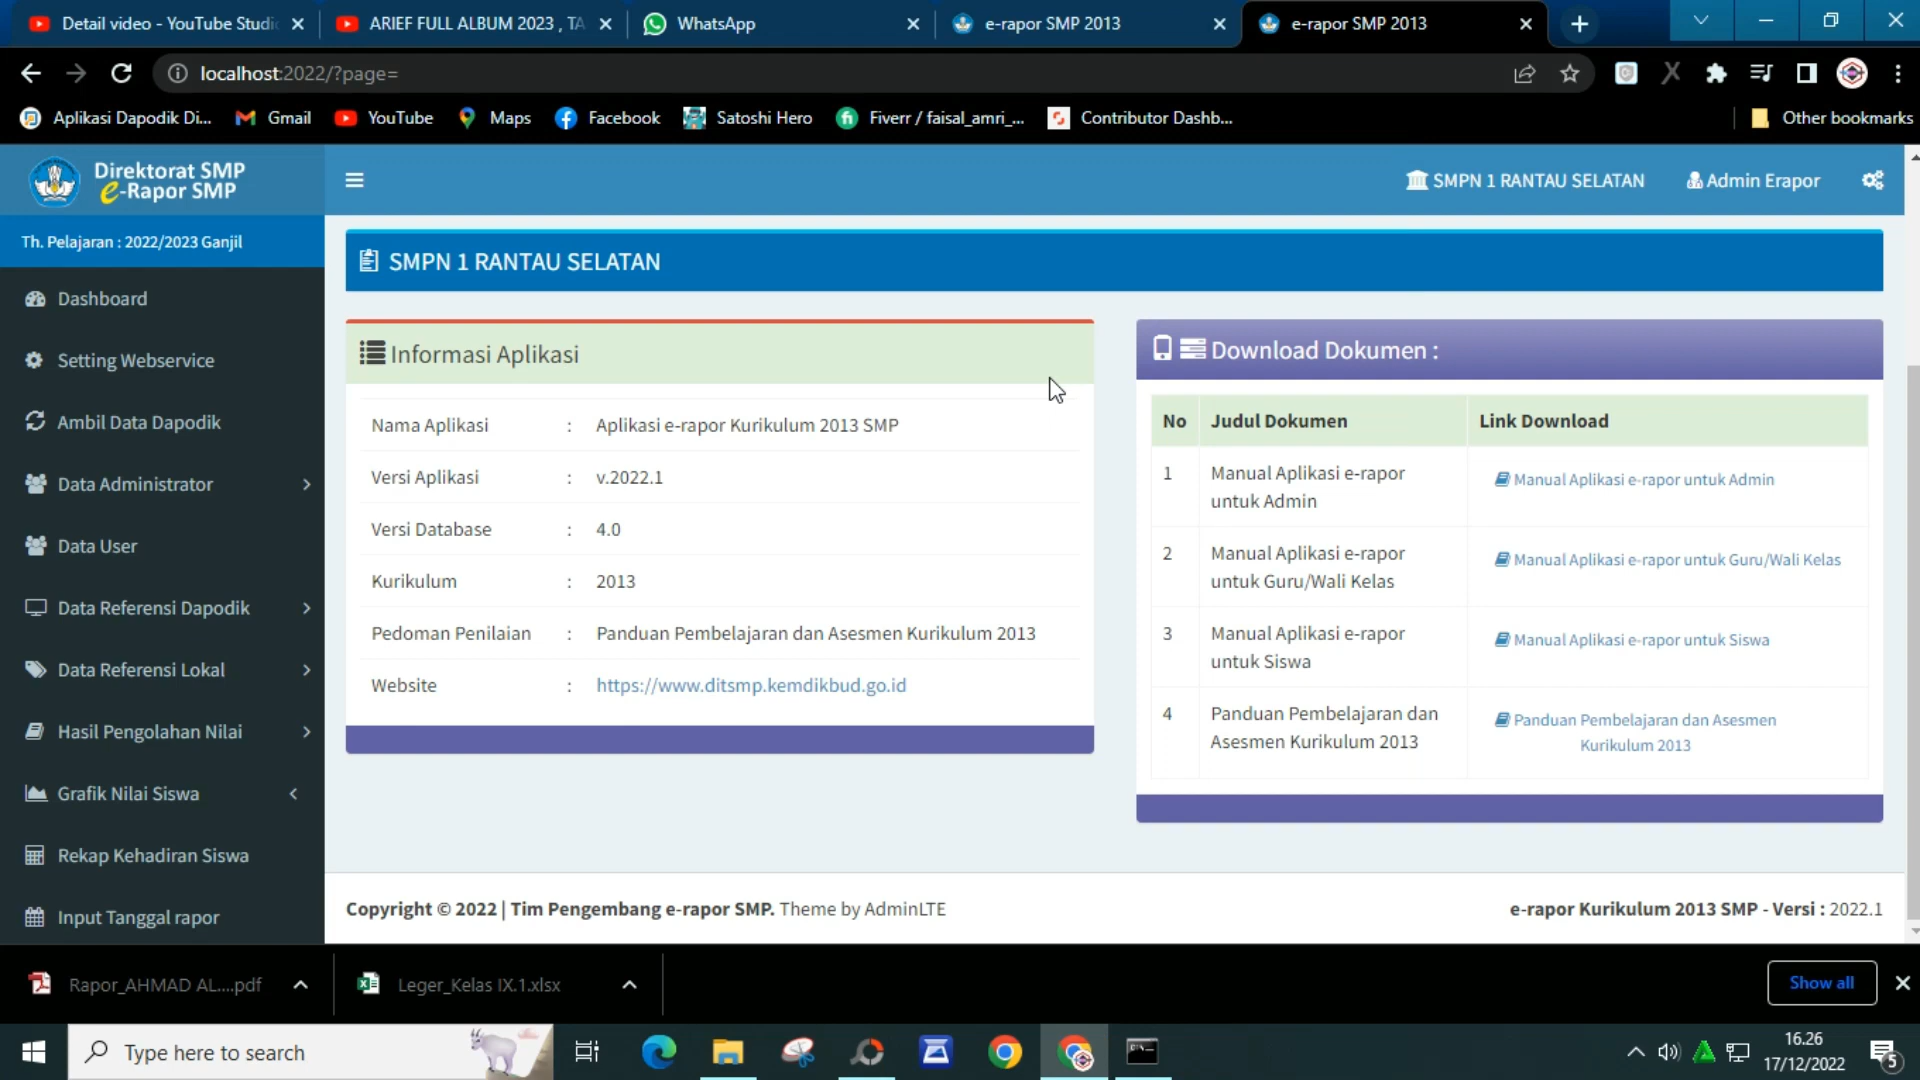 Detail video - YouTube Studi
ARIEF FULL ALBUM 2023 , TA
WhatsApp
e-rapor SMP 2013
e-rapor SMP 2013
localhost:2022/?page=
Aplikasi Dapodik Di...
Gmail
YouTube
Maps
Facebook
Satoshi Hero
Fiverr / faisal_amri_...
Contributor Dashb...
Other bookmarks
Direktorat SMP
e-Rapor SMP
SMPN 1 RANTAU SELATAN
Admin Erapor
Th. Pelajaran : 2022/2023 Ganjil
Dashboard
Setting Webservice
Ambil Data Dapodik
Data Administrator
Data User
Data Referensi Dapodik
Data Referensi Lokal
Hasil Pengolahan Nilai
Grafik Nilai Siswa
Rekap Kehadiran Siswa
Input Tanggal rapor
SMPN 1 RANTAU SELATAN
Informasi Aplikasi
Nama Aplikasi : Aplikasi e-rapor Kurikulum 2013 SMP
Versi Aplikasi : v.2022.1
Versi Database : 4.0
Kurikulum : 2013
Pedoman Penilaian : Panduan Pembelajaran dan Asesmen Kurikulum 2013
Website : https://www.ditsmp.kemdikbud.go.id
Download Dokumen :
No Judul Dokumen Link Download
1 Manual Aplikasi e-rapor
untuk Admin
Manual Aplikasi e-rapor untuk Admin
2 Manual Aplikasi e-rapor
untuk Guru/Wali Kelas
Manual Aplikasi e-rapor untuk Guru/Wali Kelas
3 Manual Aplikasi e-rapor
untuk Siswa
Manual Aplikasi e-rapor untuk Siswa
4 Panduan Pembelajaran dan
Asesmen Kurikulum 2013
Panduan Pembelajaran dan Asesmen
Kurikulum 2013
Copyright © 2022 | Tim Pengembang e-rapor SMP. Theme by AdminLTE
e-rapor Kurikulum 2013 SMP - Versi : 2022.1
Rapor_AHMAD AL....pdf
Leger_Kelas IX.1.xlsx
Show all
Type here to search
16.26
17/12/2022
5